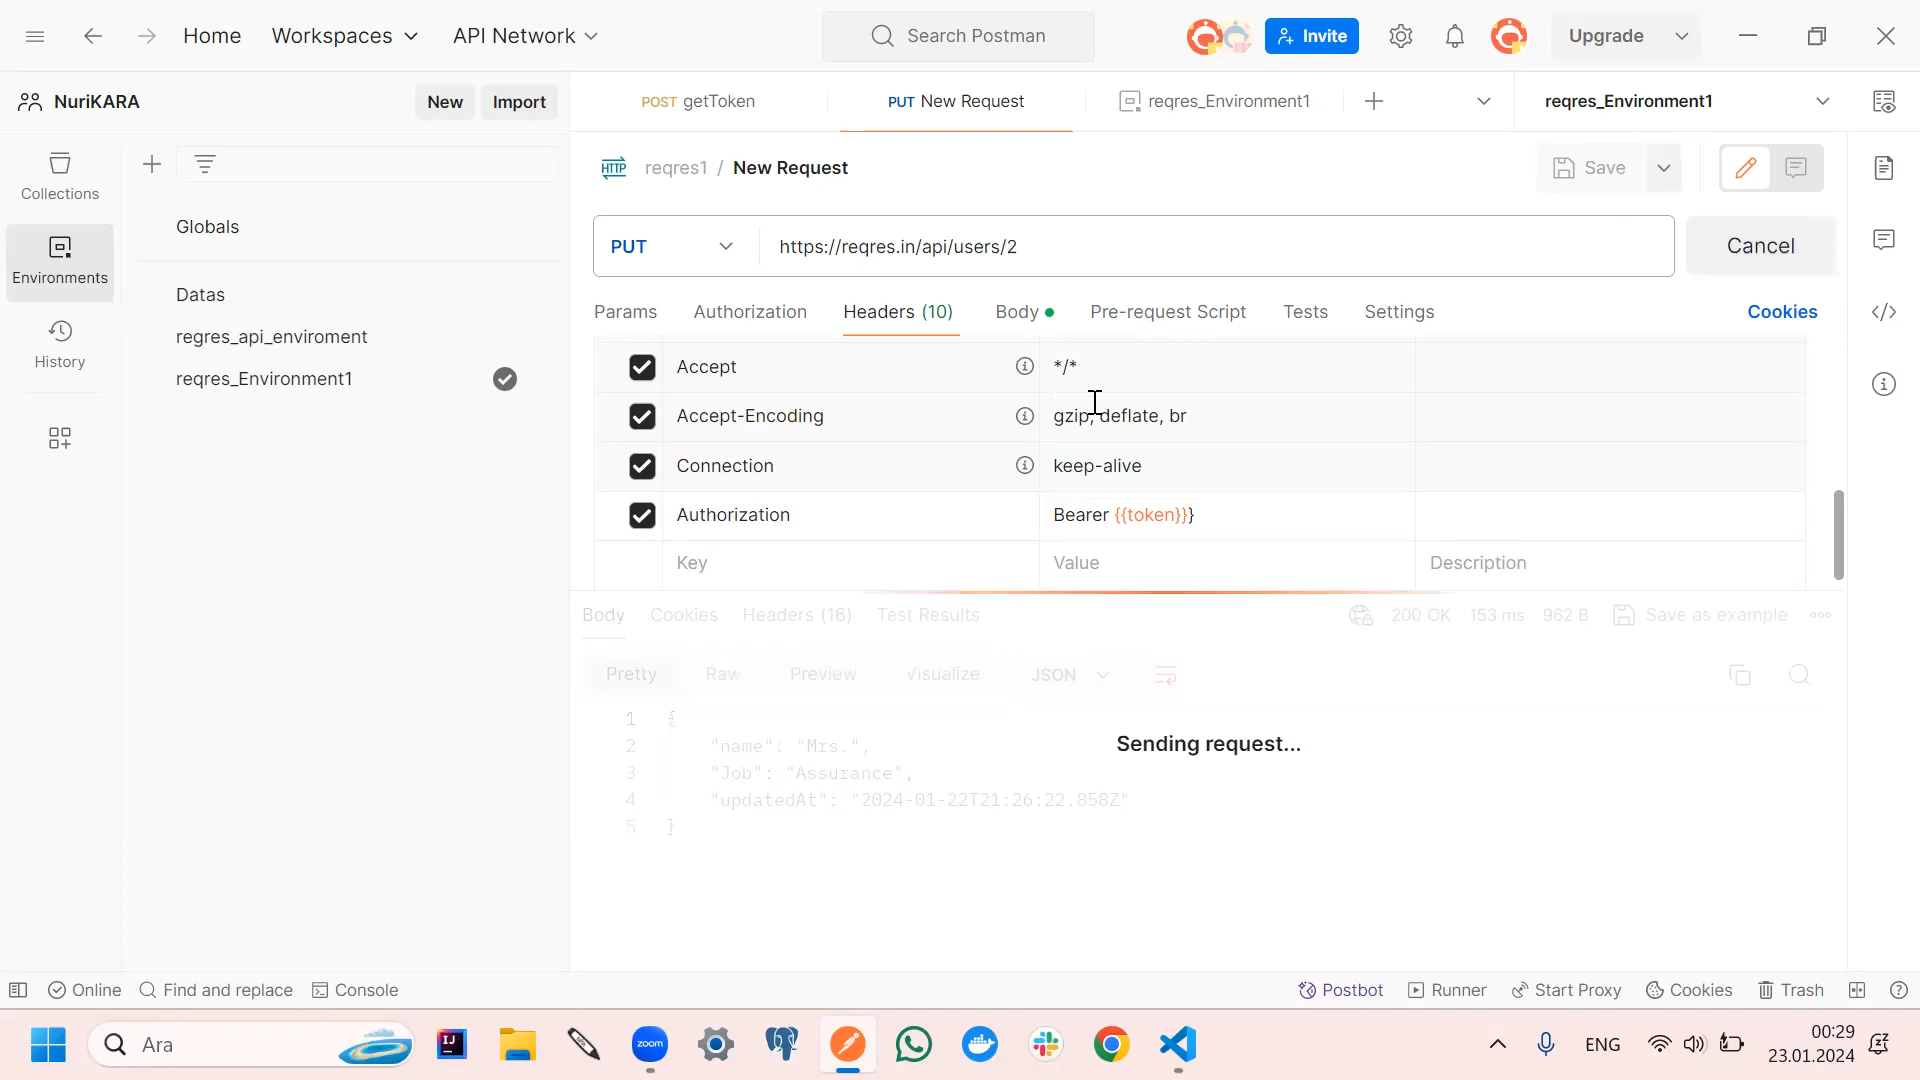 Home
Workspaces
API Network
Search Postman
Invite
Upgrade
NuriKARA
New
Import
POST getToken
PUT New Request
reqres_Environment1
reqres_Environment1
Collections
Environments
History
Globals
Datas
regres_api_enviroment
reqres_Environment1
HTTP
reqres1 / New Request
Save
PUT
https://reqres.in/api/users/2
Cancel
Params
Authorization
Headers (10)
Body
Pre-request Script
Tests
Settings
Cookies
Accept
*/*
Accept-Encoding
gzip, deflate, br
Connection
keep-alive
Authorization
Bearer {{token}}}
Key
Value
Description
Body
Cookies
Headers (16)
Test Results
200 OK
153 ms
962 B
Save as example
Pretty
Raw
Preview
Visualize
JSON
1 {
2 "name": "Mrs.",
3 "Job": "Assurance",
4 "updatedAt": "2024-01-22T21:26:22.858Z"
5 }
Sending request...
Online
Find and replace
Console
Postbot
Runner
Start Proxy
Cookies
Trash
Ara
IJ
zoom
ENG
00:29
23.01.2024